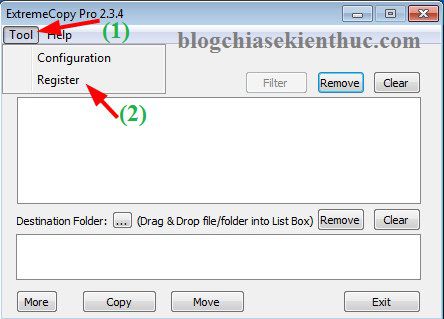 ExtremeCopy Pro 2.3.4
Tool Help
(1)
blogchiasekienthuc.com
Configuration
Register
(2)
Filter Remove Clear
Destination Folder: ... (Drag & Drop file/folder into List Box) Remove Clear
More Copy Move Exit